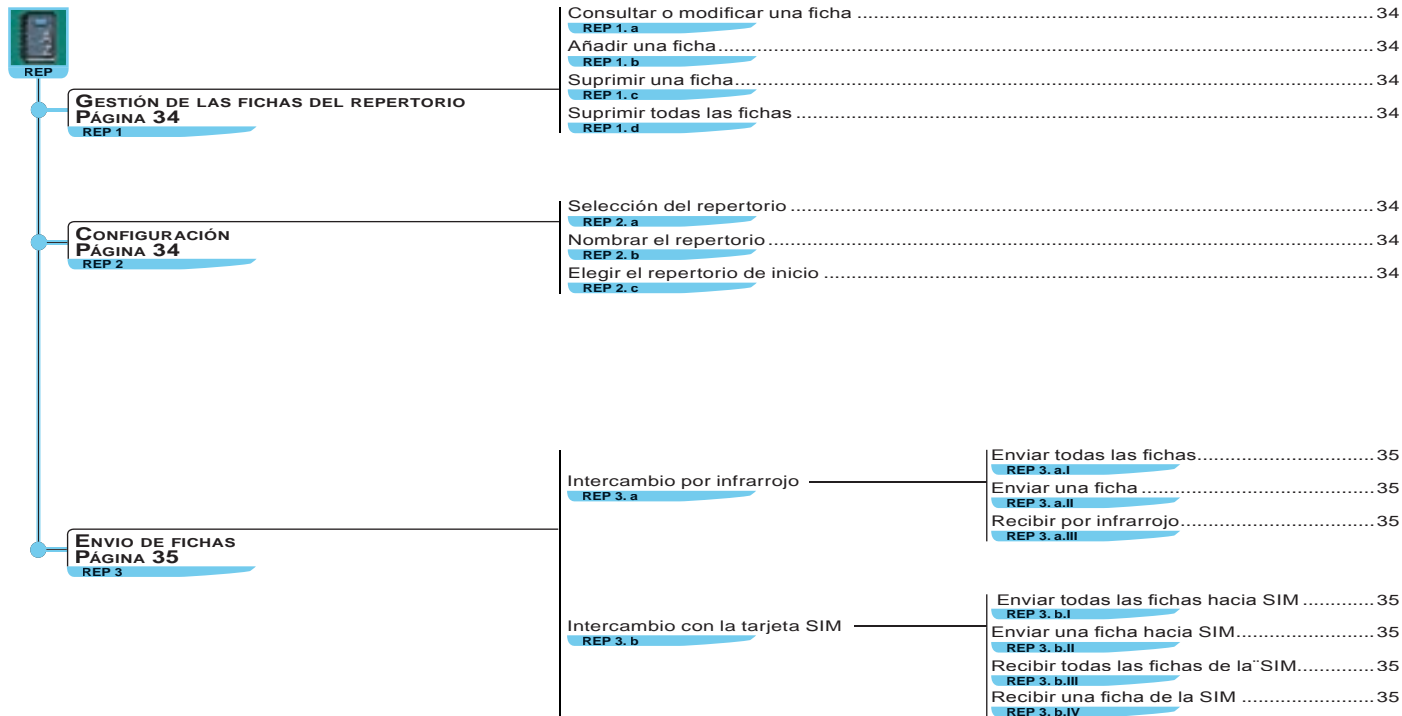 REP
GESTIÓN DE LAS FICHAS DEL REPERTORIO
PÁGINA 34
REP 1
Consultar o modificar una ficha ........ 34
REP 1. a
Añadir una ficha ........ 34
REP 1. b
Suprimir una ficha ........ 34
REP 1. c
Suprimir todas las fichas ........ 34
REP 1. d
CONFIGURACIÓN
PÁGINA 34
REP 2
Selección del repertorio ........ 34
REP 2. a
Nombrar el repertorio ........ 34
REP 2. b
Elegir el repertorio de inicio ........ 34
REP 2. c
ENVIO DE FICHAS
PÁGINA 35
REP 3
Intercambio por infrarrojo
REP 3. a
Enviar todas las fichas ........ 35
REP 3. a.I
Enviar una ficha ........ 35
REP 3. a.II
Recibir por infrarrojo ........ 35
REP 3. a.III
Intercambio con la tarjeta SIM
REP 3. b
Enviar todas las fichas hacia SIM ........ 35
REP 3. b.I
Enviar una ficha hacia SIM ........ 35
REP 3. b.II
Recibir todas las fichas de la¨SIM ........ 35
REP 3. b.III
Recibir una ficha de la SIM ........ 35
REP 3. b.IV